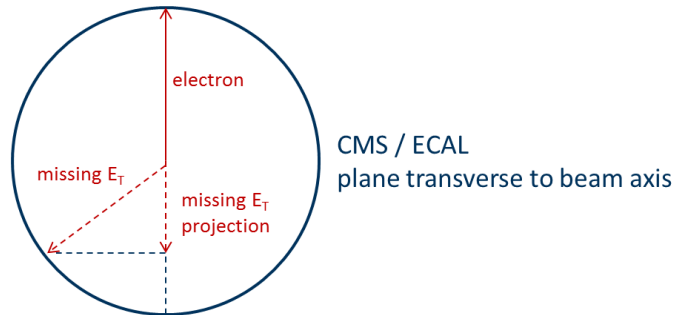 electron
CMS / ECAL
plane transverse to beam axis
missing E_T
missing E_T
projection